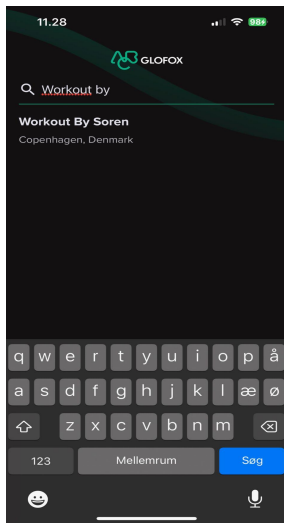 11.28
98
GLOFOX
Workout by
Workout By Soren
Copenhagen, Denmark
q w e r t y u i o p å
a s d f g h j k l æ ø
z x c v b n m
123 Mellemrum Søg